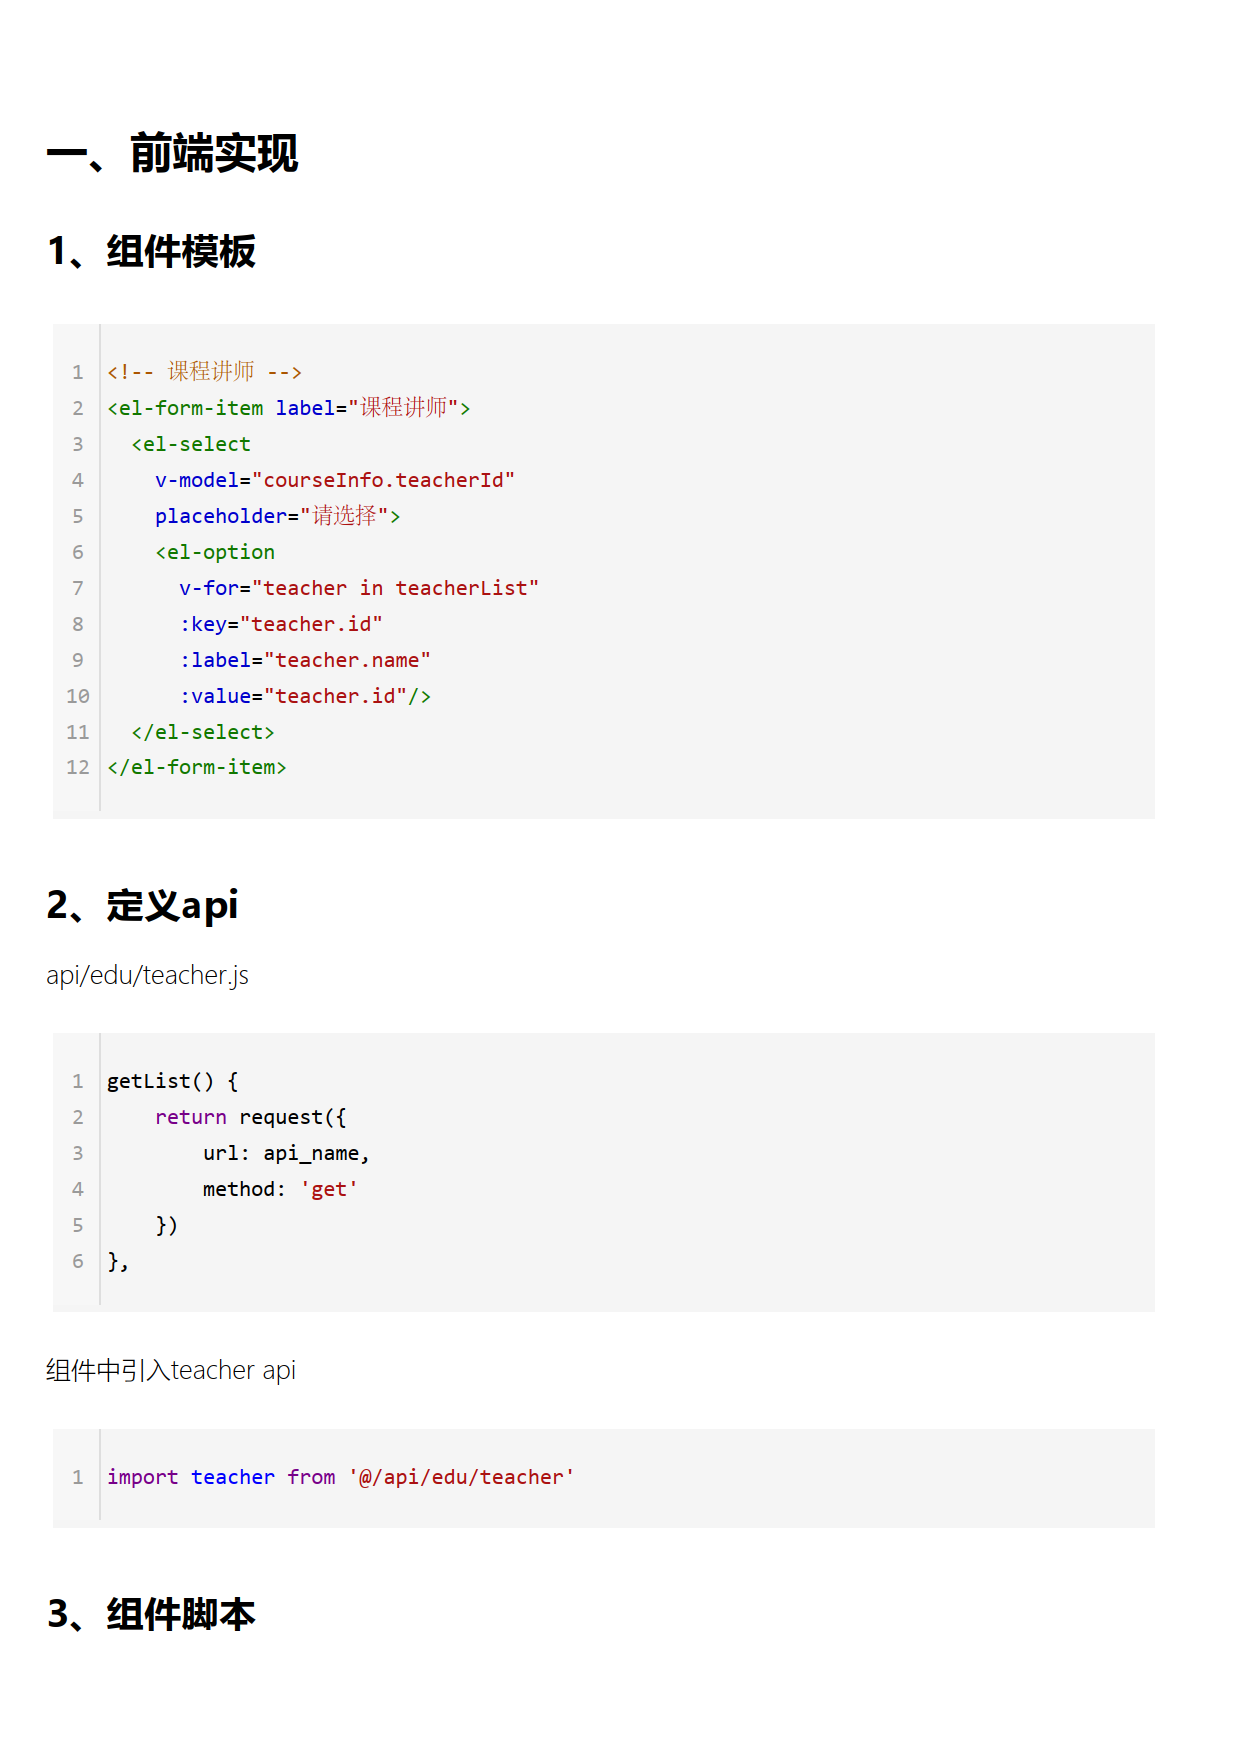 一、前端实现
1、组件模板
1 <!-- 课程讲师 -->
2 <el-form-item label="课程讲师">
3   <el-select
4     v-model="courseInfo.teacherId"
5     placeholder="请选择">
6     <el-option
7       v-for="teacher in teacherList"
8       :key="teacher.id"
9       :label="teacher.name"
10       :value="teacher.id"/>
11   </el-select>
12 </el-form-item>
2、定义api
api/edu/teacher.js
1 getList() {
2     return request({
3         url: api_name,
4         method: 'get'
5     })
6 },
组件中引入teacher api
1 import teacher from '@/api/edu/teacher'
3、组件脚本